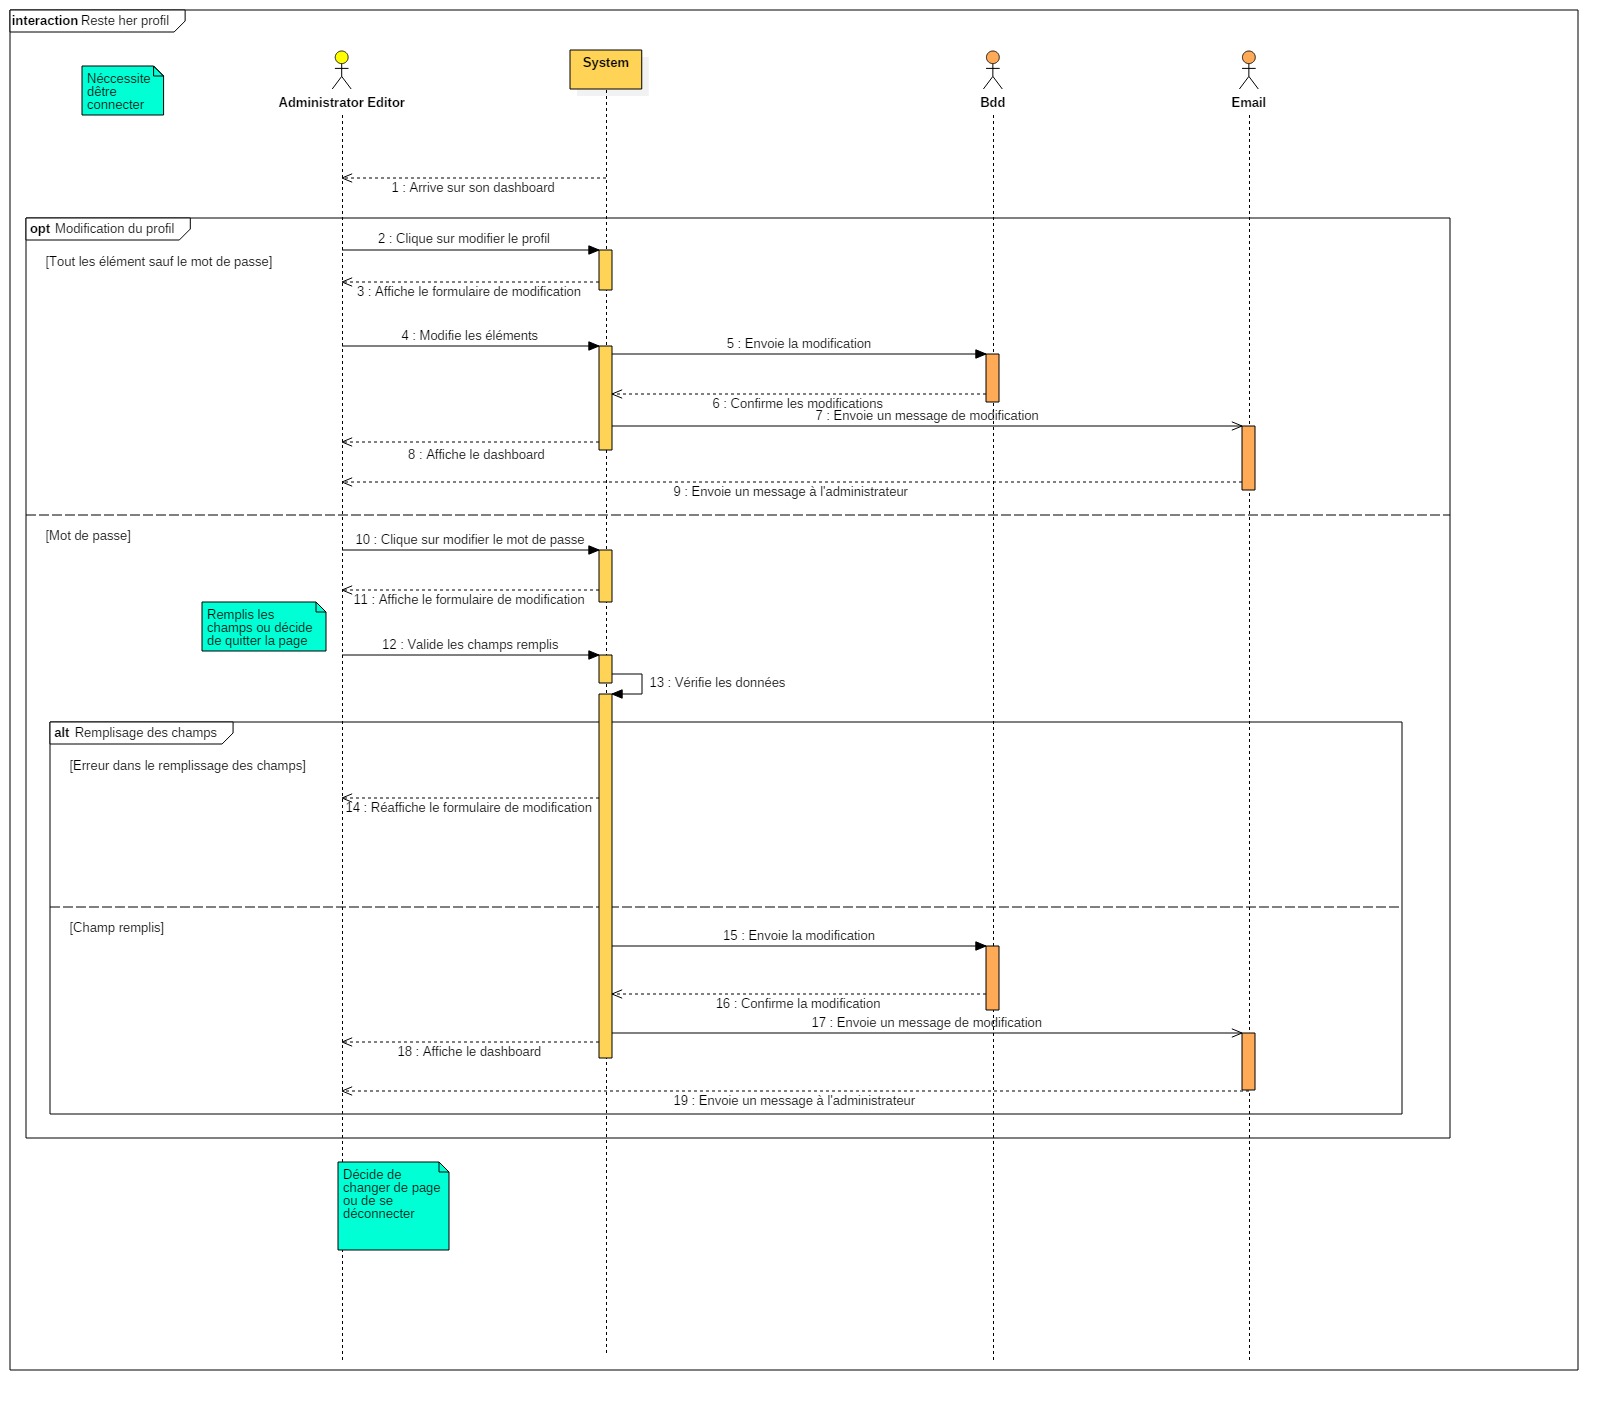 interaction Reste her profil
Néccessite
dêtre
connecter
Administrator Editor
System
Bdd
Email
1 : Arrive sur son dashboard
opt Modification du profil
2 : Clique sur modifier le profil
[Tout les élément sauf le mot de passe]
3 : Affiche le formulaire de modification
4 : Modifie les éléments
5 : Envoie la modification
6 : Confirme les modifications
7 : Envoie un message de modification
8 : Affiche le dashboard
9 : Envoie un message à l'administrateur
[Mot de passe]
10 : Clique sur modifier le mot de passe
11 : Affiche le formulaire de modification
Remplis les
champs ou décide
de quitter la page
12 : Valide les champs remplis
13 : Vérifie les données
alt Remplisage des champs
[Erreur dans le remplissage des champs]
14 : Réaffiche le formulaire de modification
[Champ remplis]
15 : Envoie la modification
16 : Confirme la modification
17 : Envoie un message de modification
18 : Affiche le dashboard
19 : Envoie un message à l'administrateur
Décide de
changer de page
ou de se
déconnecter